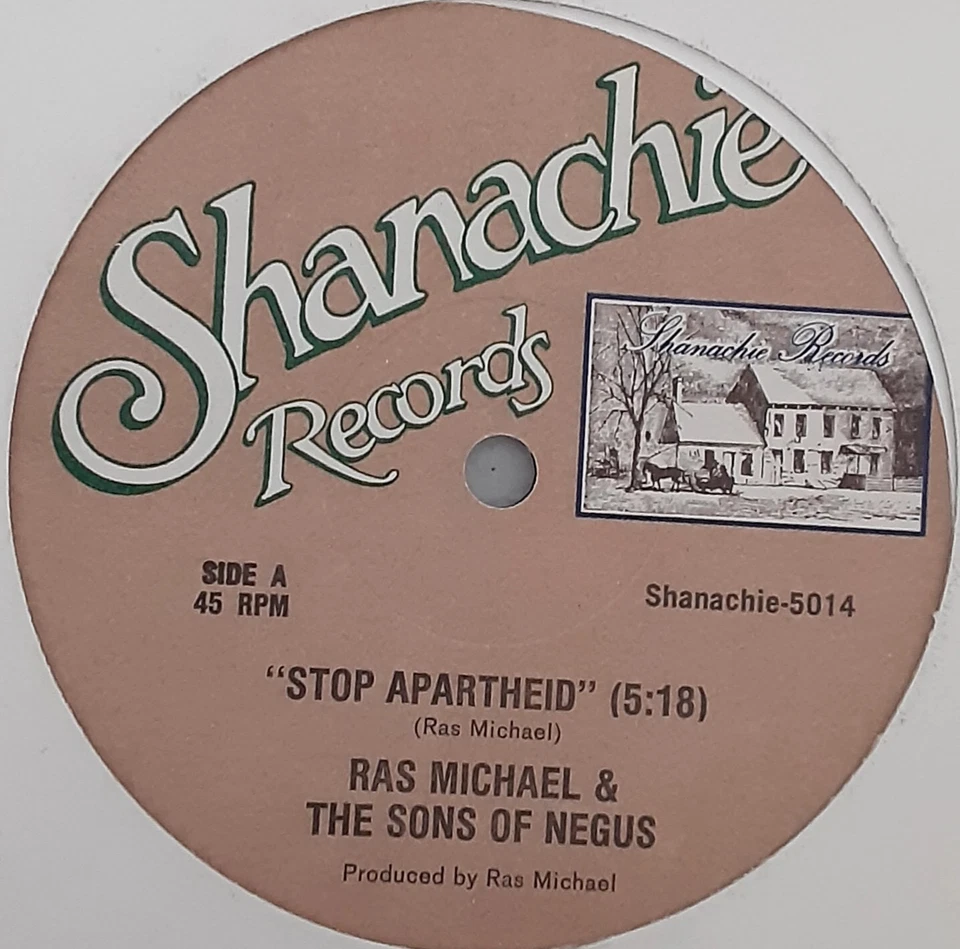 Shanachie
Records
Shanachie Records
SIDE A
45 RPM
Shanachie-5014
“STOP APARTHEID” (5:18)
(Ras Michael)
RAS MICHAEL &
THE SONS OF NEGUS
Produced by Ras Michael